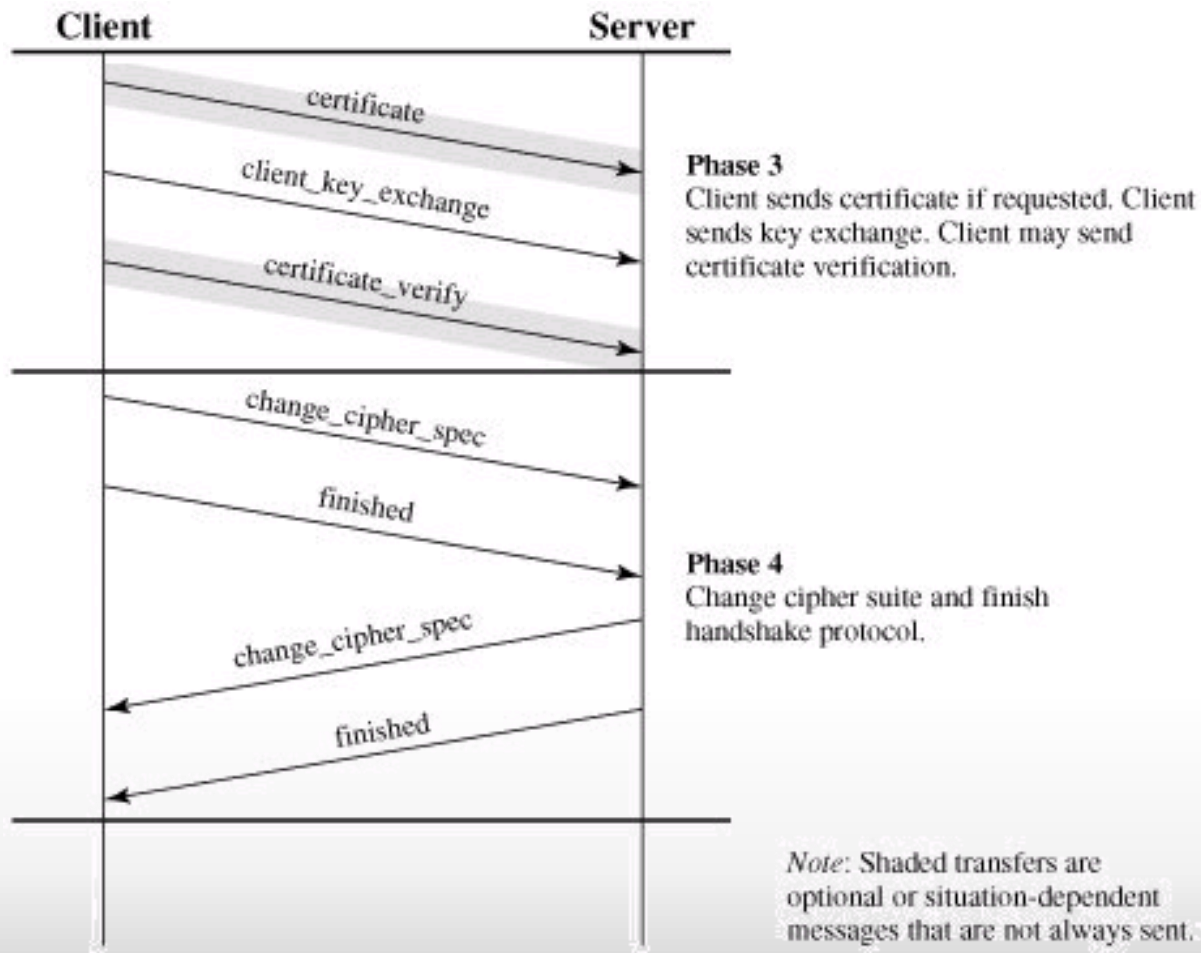 Client
Server
certificate
client_key_exchange
certificate_verify
Phase 3
Client sends certificate if requested. Client
sends key exchange. Client may send
certificate verification.
change_cipher_spec
finished
change_cipher_spec
finished
Phase 4
Change cipher suite and finish
handshake protocol.
Note: Shaded transfers are
optional or situation-dependent
messages that are not always sent.